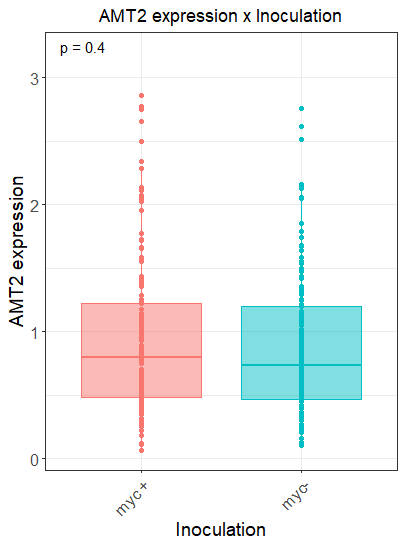 AMT2 expression x Inoculation
p = 0.4
3
2
1
0
AMT2 expression
myc+
myc-
Inoculation